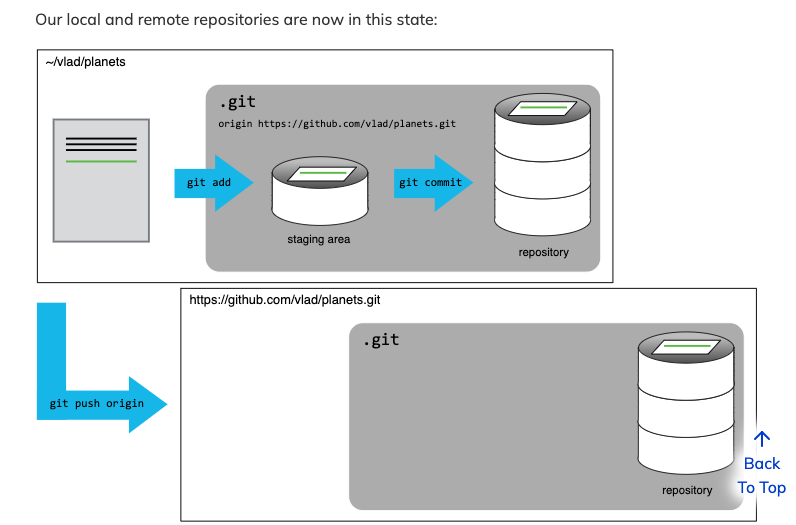 Our local and remote repositories are now in this state:
~/vlad/planets
.git
origin https://github.com/vlad/planets.git
git add
git commit
staging area
repository
https://github.com/vlad/planets.git
.git
git push origin
repository
Back
To Top